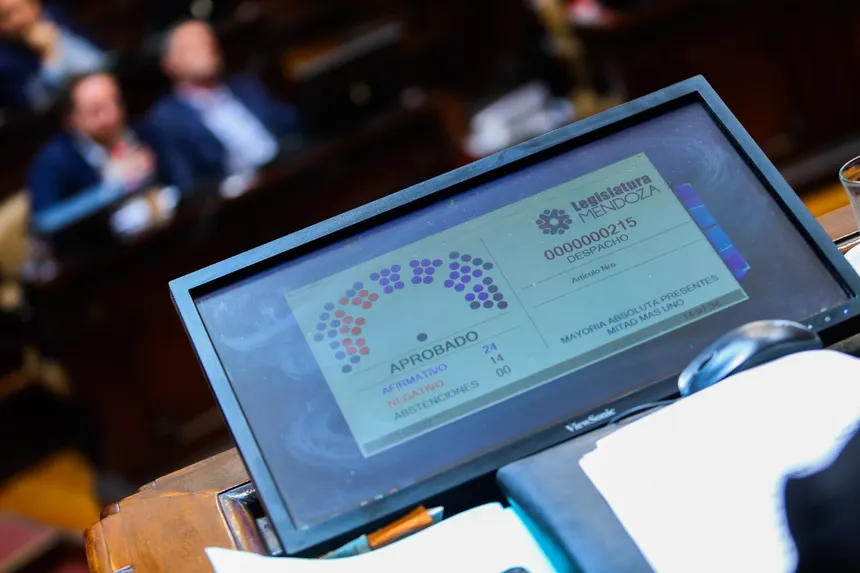 Legislatura
MENDOZA
0000000215
DESPACHO
Artículo Nro
MAYORIA ABSOLUTA PRESENTES
MITAD MAS UNO
APROBADO
AFIRMATIVO 24
NEGATIVO 14
ABSTENCIONES 00
ViewSonic